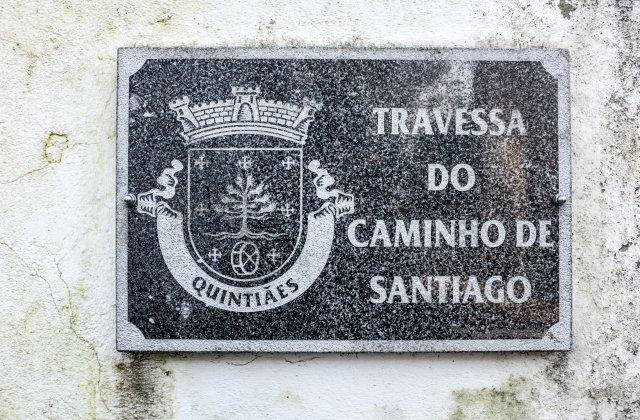 TRAVESSA
DO
CAMINHO DE
SANTIAGO
QUINTIÃES